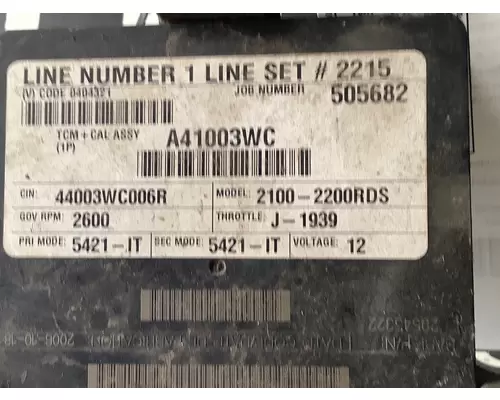 LINE NUMBER 1 LINE SET # 2215
(V) CODE 0404321 JOB NUMBER 505682
TCM + CAL ASSY A41003WC
(1P)
CIN: 44003WC006R MODEL: 2100-2200RDS
GOV RPM: 2600 THROTTLE: J-1939
PRI MODE: 5421-IT SEC MODE: 5421-IT VOLTAGE: 12